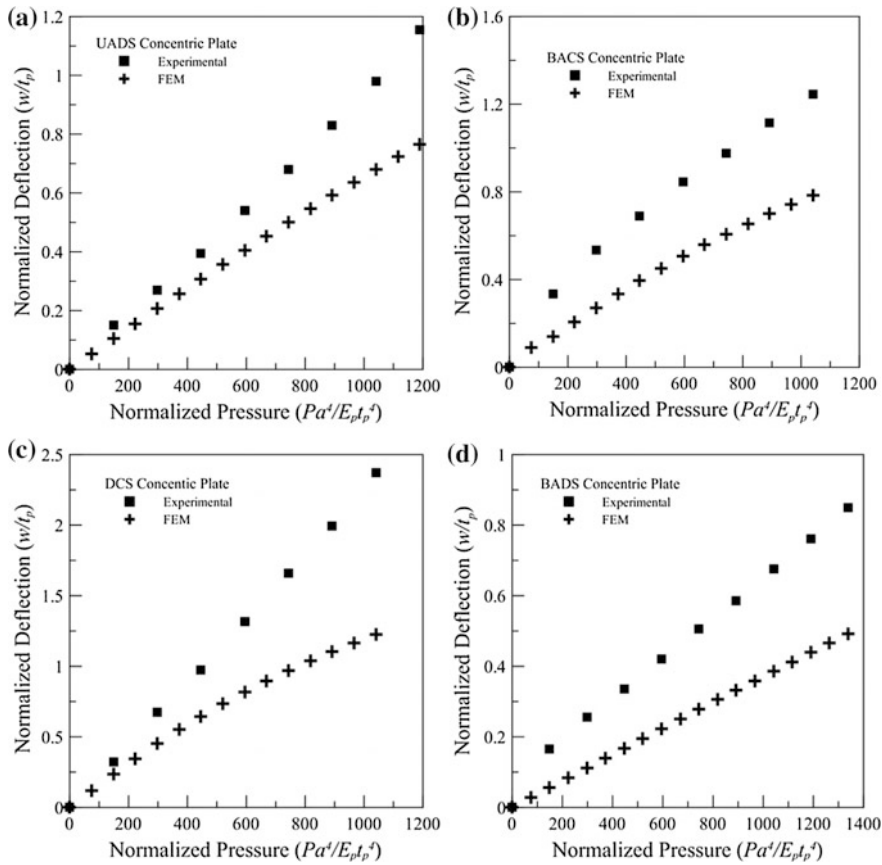 (a)
1.2
1
0.8
0.6
0.4
0.2
0
UADS Concentric Plate
Experimental
FEM
Normalized Deflection (w/tₚ)
0 200 400 600 800 1000 1200
Normalized Pressure (Pa⁴/Eₚtₚ⁴)
(b)
1.6
1.2
0.8
0.4
0
BACS Concentric Plate
Experimental
FEM
Normalized Deflection (w/tₚ)
0 200 400 600 800 1000 1200
Normalized Pressure (Pa⁴/Eₚtₚ⁴)
(c)
2.5
2
1.5
1
0.5
0
DCS Concentic Plate
Experimental
FEM
Normalized Deflection (w/tₚ)
0 200 400 600 800 1000 1200
Normalized Pressure (Pa⁴/Eₚtₚ⁴)
(d)
1
0.8
0.6
0.4
0.2
0
BADS Concentric Plate
Experimental
FEM
Normalized Deflection (w/tₚ)
0 200 400 600 800 1000 1200 1400
Normalized Pressure (Pa⁴/Eₚtₚ⁴)